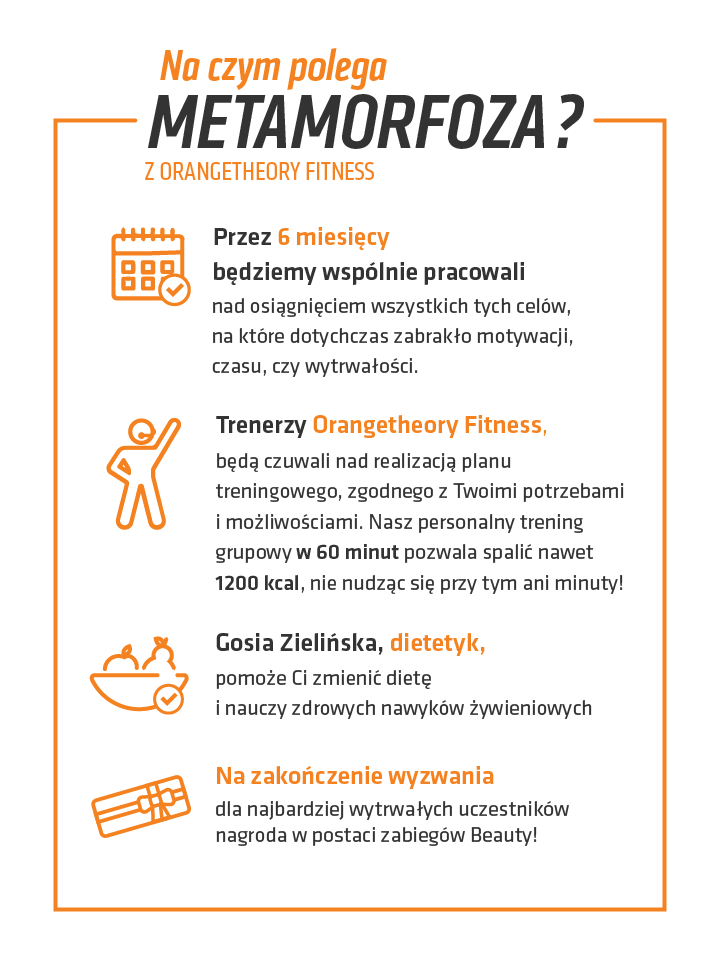 Na czym polega
METAMORFOZA?
Z ORANGETHEORY FITNESS
Przez 6 miesięcy
będziemy wspólnie pracowali
nad osiągnięciem wszystkich tych celów,
na które dotychczas zabrakło motywacji,
czasu, czy wytrwałości.
Trenerzy Orangetheory Fitness,
będą czuwali nad realizacją planu
treningowego, zgodnego z Twoimi potrzebami
i możliwościami. Nasz personalny trening
grupowy w 60 minut pozwala spalić nawet
1200 kcal, nie nudząc się przy tym ani minuty!
Gosia Zielińska, dietetyk,
pomoże Ci zmienić dietę
i nauczy zdrowych nawyków żywieniowych
Na zakończenie wyzwania
dla najbardziej wytrwałych uczestników
nagroda w postaci zabiegów Beauty!